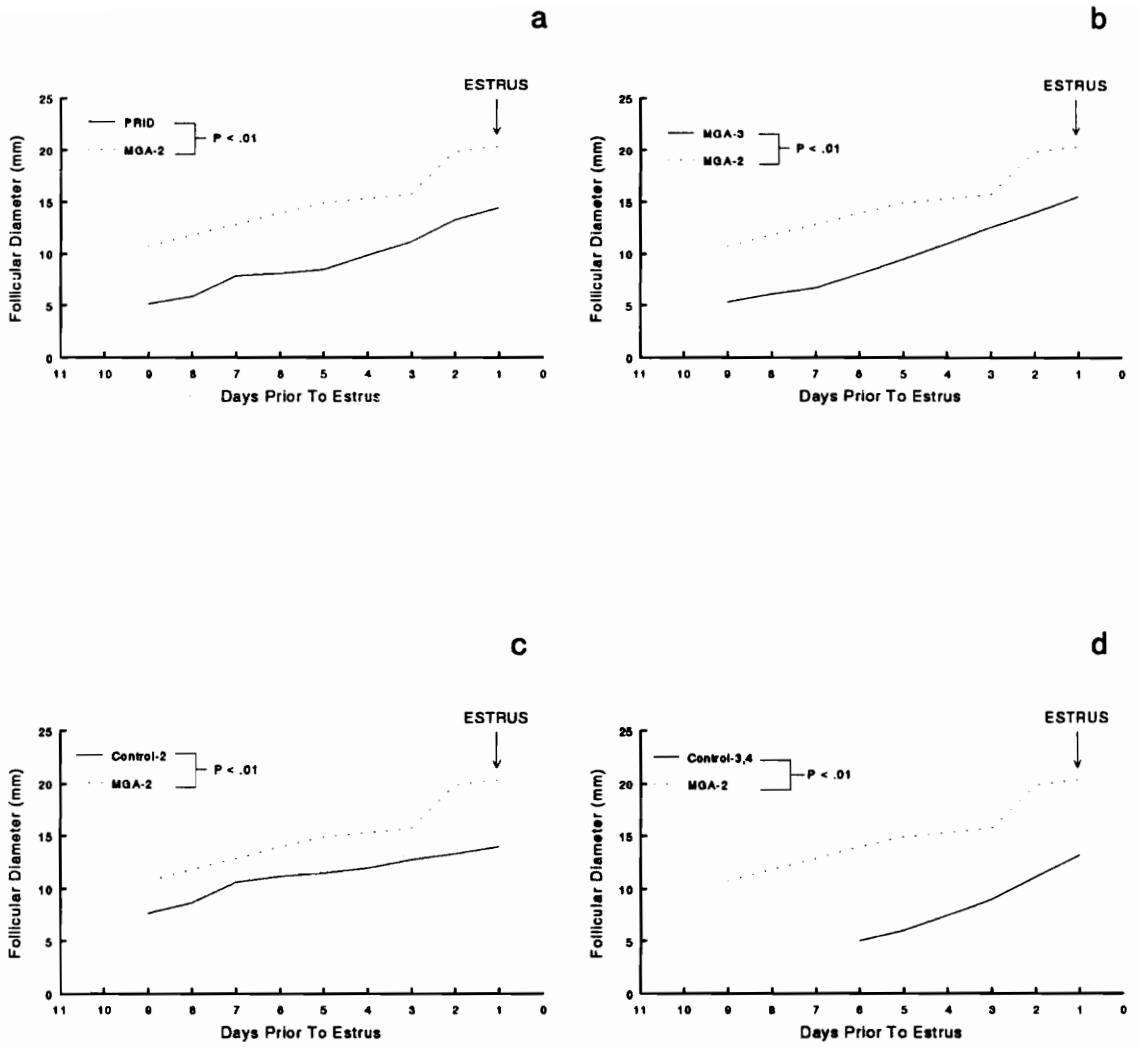 a
ESTRUS
25
20
15
10
5
0
Follicular Diameter (mm)
PRID
MGA-2
P < .01
11 10 9 8 7 6 5 4 3 2 1 0
Days Prior To Estrus
b
ESTRUS
25
20
15
10
5
0
Follicular Diameter (mm)
MGA-3
MGA-2
P < .01
11 10 9 8 7 6 5 4 3 2 1 0
Days Prior To Estrus
c
ESTRUS
25
20
15
10
5
0
Follicular Diameter (mm)
Control-2
MGA-2
P < .01
11 10 9 8 7 6 5 4 3 2 1 0
Days Prior To Estrus
d
ESTRUS
25
20
15
10
5
0
Follicular Diameter (mm)
Control-3,4
MGA-2
P < .01
11 10 9 8 7 6 5 4 3 2 1 0
Days Prior To Estrus